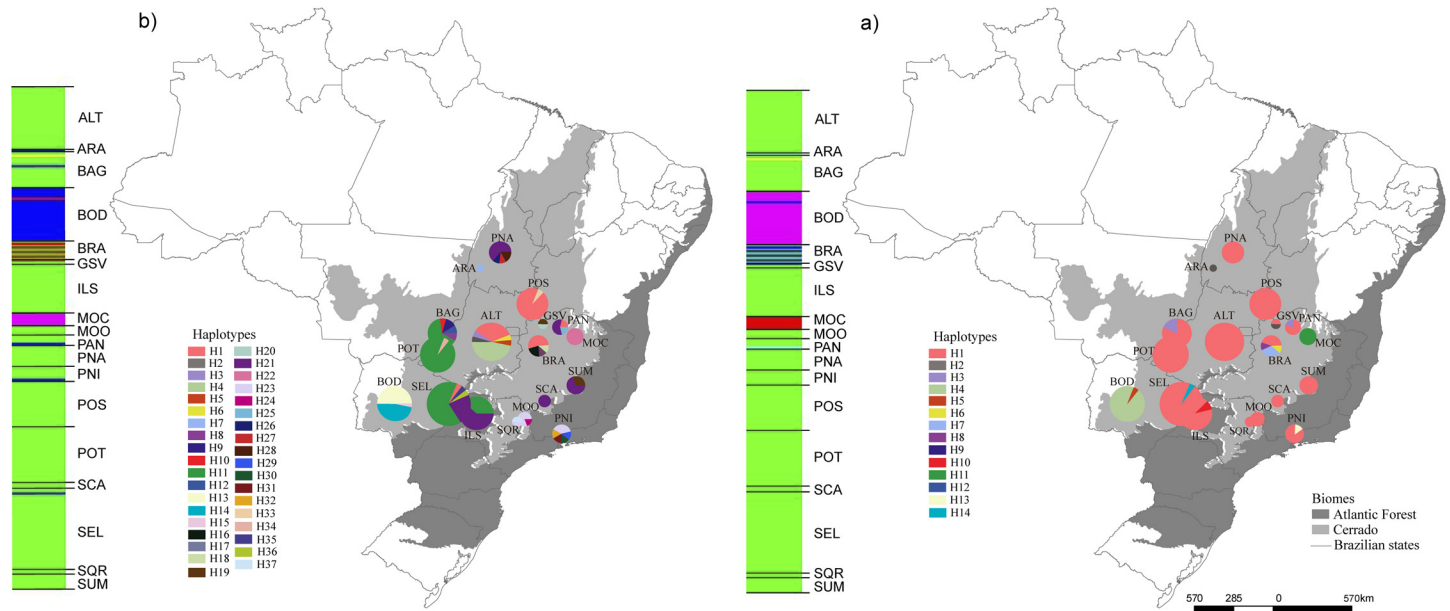 b)
ALT
ARA
BAG
BOD
BRA
GSV
ILS
MOC
MOO
PAN
PNA
PNI
POS
POT
SCA
SEL
SQR
SUM
PNA
ARA
POS
BAG
ALT
GSV
PAN
MOC
POT
BRA
BOD
SEL
SUM
SCA
MOO
SQR
PNI
ILS
Haplotypes
H1
H2
H3
H4
H5
H6
H7
H8
H9
H10
H11
H12
H13
H14
H15
H16
H17
H18
H19
H20
H21
H22
H23
H24
H25
H26
H27
H28
H29
H30
H31
H32
H33
H34
H35
H36
H37
a)
ALT
ARA
BAG
BOD
BRA
GSV
ILS
MOC
MOO
PAN
PNA
PNI
POS
POT
SCA
SEL
SQR
SUM
PNA
ARA
POS
BAG
ALT
GSV
PAN
MOC
POT
BRA
BOD
SEL
SUM
SCA
MOO
SQR
PNI
ILS
Haplotypes
H1
H2
H3
H4
H5
H6
H7
H8
H9
H10
H11
H12
H13
H14
Biomes
Atlantic Forest
Cerrado
Brazilian states
570 285 0 570km